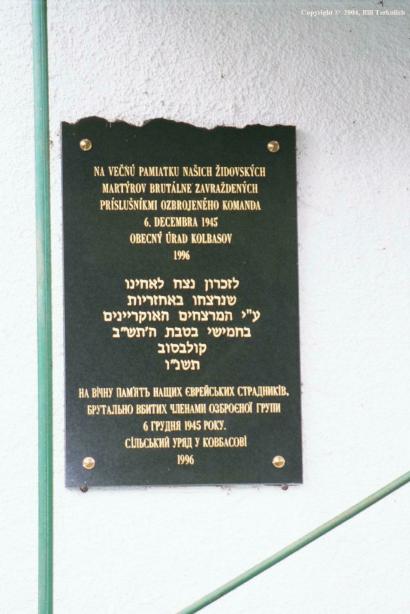 Copyright © 2004, Bill Tarkulich
NA VEČNÚ PAMIATKU NAŠICH ŽIDOVSKÝCH
MARTÝROV BRUTÁLNE ZAVRAŽDENÝCH
PRÍSLUŠNÍKMI OZBROJENÉHO KOMANDA
6. DECEMBRA 1945
OBECNÝ ÚRAD KOLBASOV
1996
לזכרון נצח לאחינו
שנרצחו באחזריות
ע"י המרצחים האוקריינים
בחמישי בטבת ה'תש"ב
קולבסוב
תשנ"ו
НА ВІЧНУ ПАМ'ЯТЬ НАЩИХ ЄВРЕЙСЬКИХ СТРАДНИКІВ,
БРУТАЛЬНО ВБИТИХ ЧЛЕНАМИ ОЗБРОЄНОЇ ГРУПИ
6 ГРУДНЯ 1945 РОКУ.
СІЛЬСЬКИЙ УРЯД У КОВБАСОВІ
1996